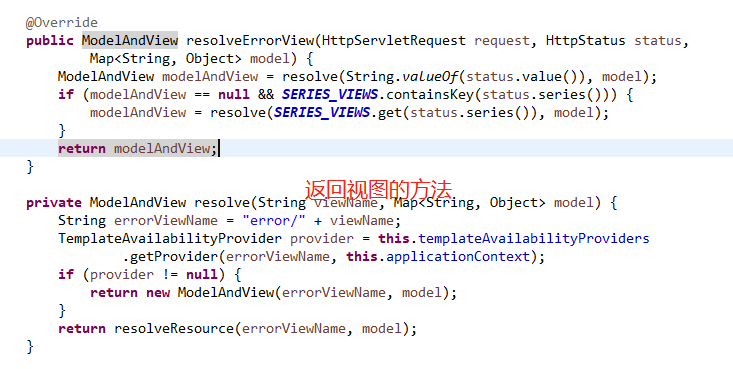 @Override
public ModelAndView resolveErrorView(HttpServletRequest request, HttpStatus status,
Map<String, Object> model) {
ModelAndView modelAndView = resolve(String.valueOf(status.value()), model);
if (modelAndView == null && SERIES_VIEWS.containsKey(status.series())) {
modelAndView = resolve(SERIES_VIEWS.get(status.series()), model);
}
return modelAndView;
}
返回视图的方法
private ModelAndView resolve(String viewName, Map<String, Object> model) {
String errorViewName = "error/" + viewName;
TemplateAvailabilityProvider provider = this.templateAvailabilityProviders
.getProvider(errorViewName, this.applicationContext);
if (provider != null) {
return new ModelAndView(errorViewName, model);
}
return resolveResource(errorViewName, model);
}